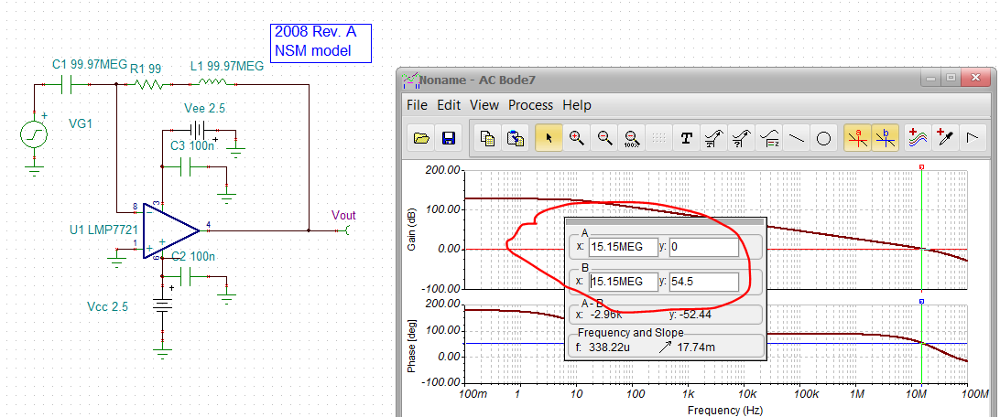 2008 Rev. A
NSM model
C1 99.97MEG
R1 99
L1 99.97MEG
+
VG1
Vee 2.5
+
C3 100n
3
8
U1 LMP7721
4
Vout
1
+
+
6
C2 100n
+
Vcc 2.5
Noname - AC Bode7
File Edit View Process Help
100%
T
a
b
200.00
100.00
Gain (dB)
0.00
-100.00
A
x: 15.15MEG y: 0
B
x: 15.15MEG y: 54.5
A - B
x: -2.96k y: -52.44
Frequency and Slope
f: 338.22u 17.74m
200.00
100.00
Phase [deg]
0.00
-100.00
100m 1 10 100 1k 10k 100k 1M 10M 100M
Frequency (Hz)